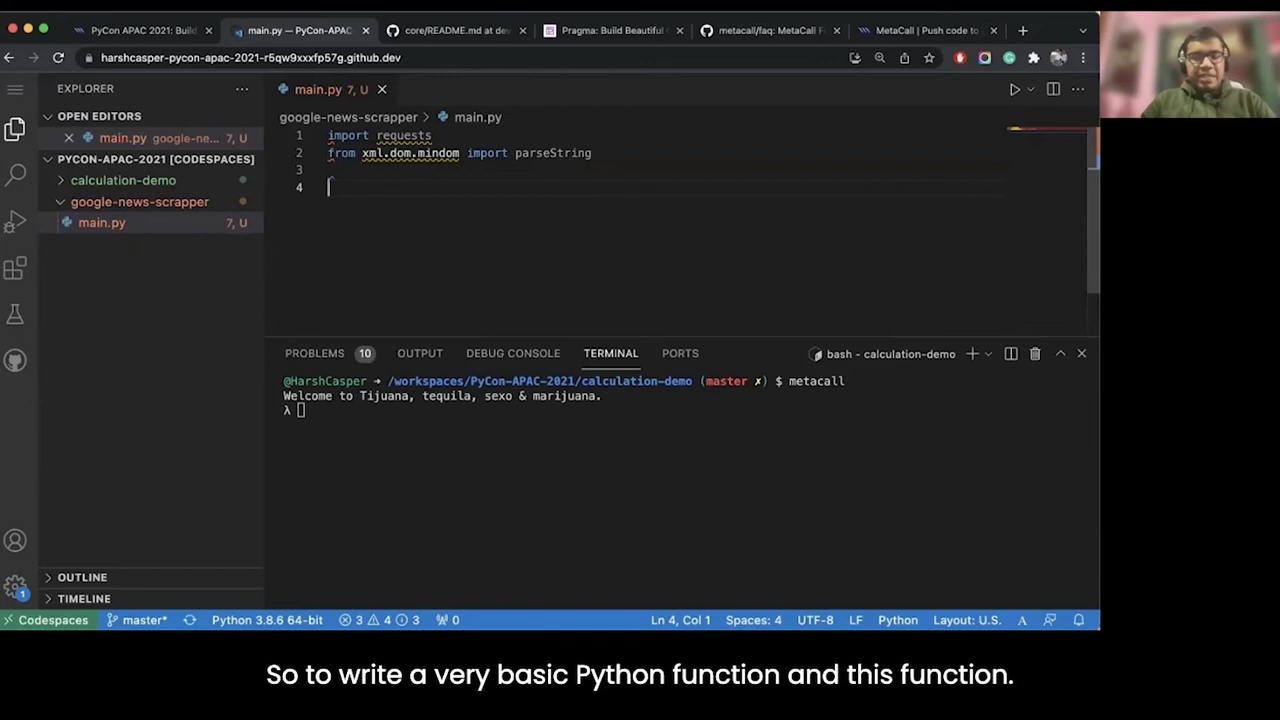 PyCon APAC 2021: Build
main.py — PyCon-APAC-
core/README.md at dev
Pragma: Build Beautiful
metacall/faq: MetaCall F
MetaCall | Push code to
harshcasper-pycon-apac-2021-r5qw9xxxfp57g.github.dev
EXPLORER
main.py 7, U
OPEN EDITORS
google-news-scrapper > main.py
main.py google-ne... 7, U
PYCON-APAC-2021 [CODESPACES]
calculation-demo
google-news-scrapper
main.py 7, U
1 import requests
2 from xml.dom.mindom import parseString
3
4
PROBLEMS 10 OUTPUT DEBUG CONSOLE TERMINAL PORTS bash - calculation-demo
@HarshCasper → /workspaces/PyCon-APAC-2021/calculation-demo (master ✗) $ metacall
Welcome to Tijuana, tequila, sexo & marijuana.
λ
1
OUTLINE
TIMELINE
Codespaces master* Python 3.8.6 64-bit 3 4 3 0 Ln 4, Col 1 Spaces: 4 UTF-8 LF Python Layout: U.S.
So to write a very basic Python function and this function.